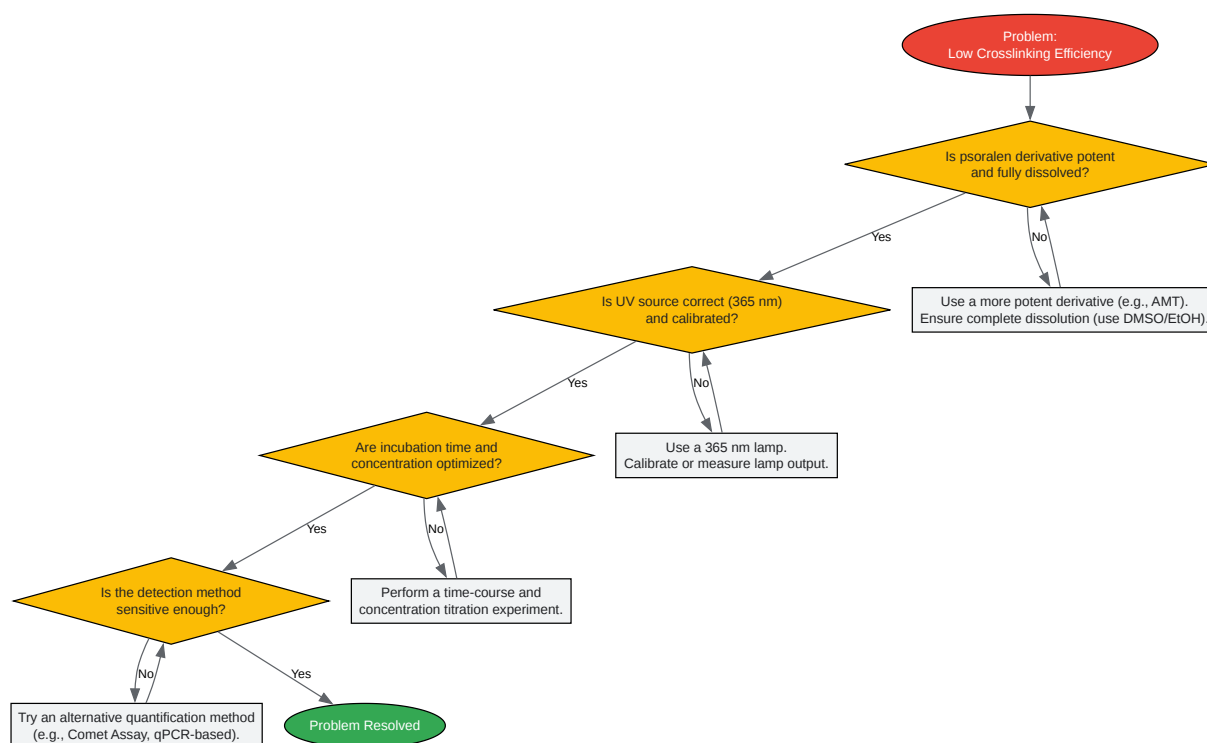 Problem:
Low Crosslinking Efficiency
Is psoralen derivative potent
and fully dissolved?
Yes
No
Use a more potent derivative (e.g., AMT).
Ensure complete dissolution (use DMSO/EtOH).
Is UV source correct (365 nm)
and calibrated?
Yes
No
Use a 365 nm lamp.
Calibrate or measure lamp output.
Are incubation time and
concentration optimized?
Yes
No
Perform a time-course and
concentration titration experiment.
Is the detection method
sensitive enough?
No
Yes
Try an alternative quantification method
(e.g., Comet Assay, qPCR-based).
Problem Resolved